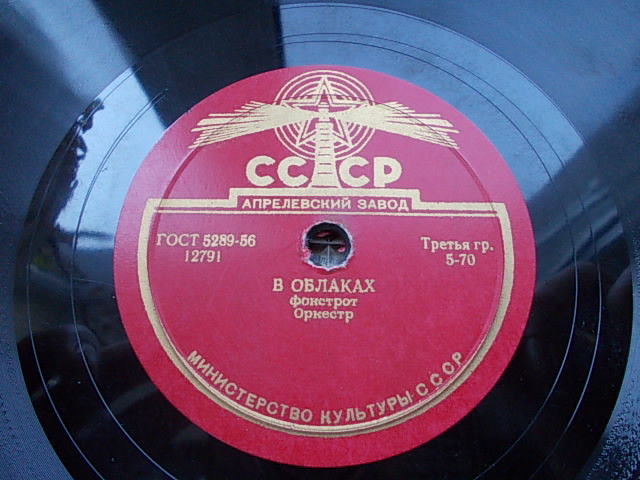 СССР
АПРЕЛЕВСКИЙ ЗАВОД
ГОСТ 5289-56
12791
Третья гр.
5-70
В ОБЛАКАХ
фокстрот
Оркестр
МИНИСТЕРСТВО КУЛЬТУРЫ СССР